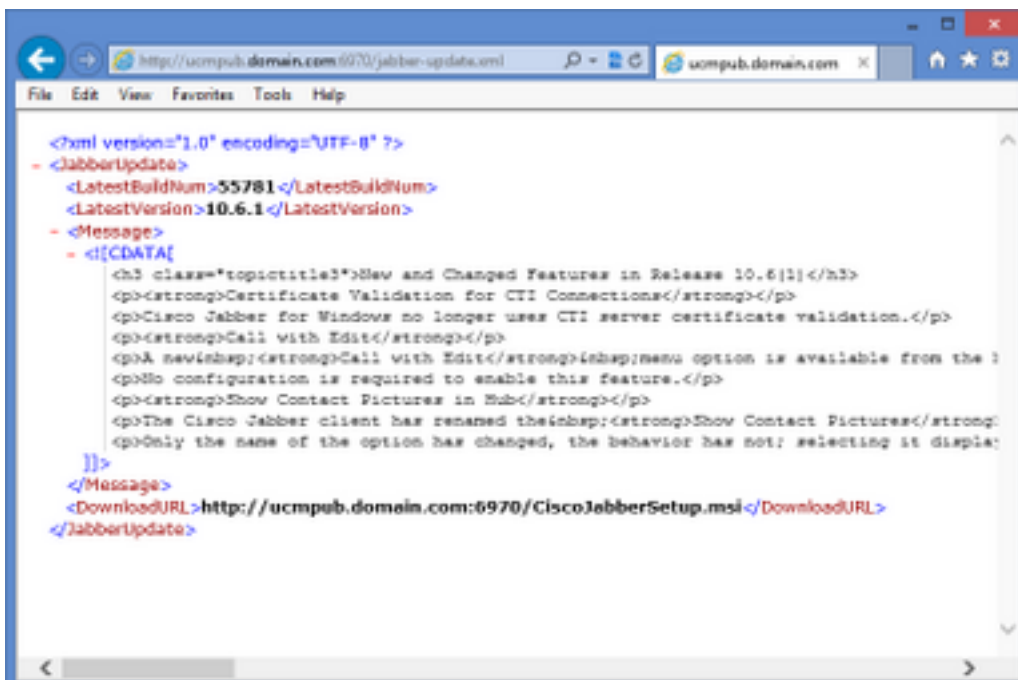 http://ucmpub.domain.com:6970/jabber-update.xml
ucmpub.domain.com
File Edit View Favorites Tools Help
<?xml version="1.0" encoding="UTF-8" ?>
- <JabberUpdate>
<LatestBuildNum>55781</LatestBuildNum>
<LatestVersion>10.6.1</LatestVersion>
- <Message>
- <![CDATA[
<h3 class="topictitle3">New and Changed Features in Release 10.6(1)</h3>
<p><strong>Certificate Validation for CTI Connections</strong></p>
<p>Cisco Jabber for Windows no longer uses CTI server certificate validation.</p>
<p><strong>Call with Edit</strong></p>
<p>A new&nbsp;<strong>Call with Edit</strong>&nbsp;menu option is available from the
<p>No configuration is required to enable this feature.</p>
<p><strong>Show Contact Pictures in Hub</strong></p>
<p>The Cisco Jabber client has renamed the&nbsp;<strong>Show Contact Pictures</strong
<p>Only the name of the option has changed, the behavior has not; selecting it display
]]>
</Message>
<DownloadURL>http://ucmpub.domain.com:6970/CiscoJabberSetup.msi</DownloadURL>
</JabberUpdate>